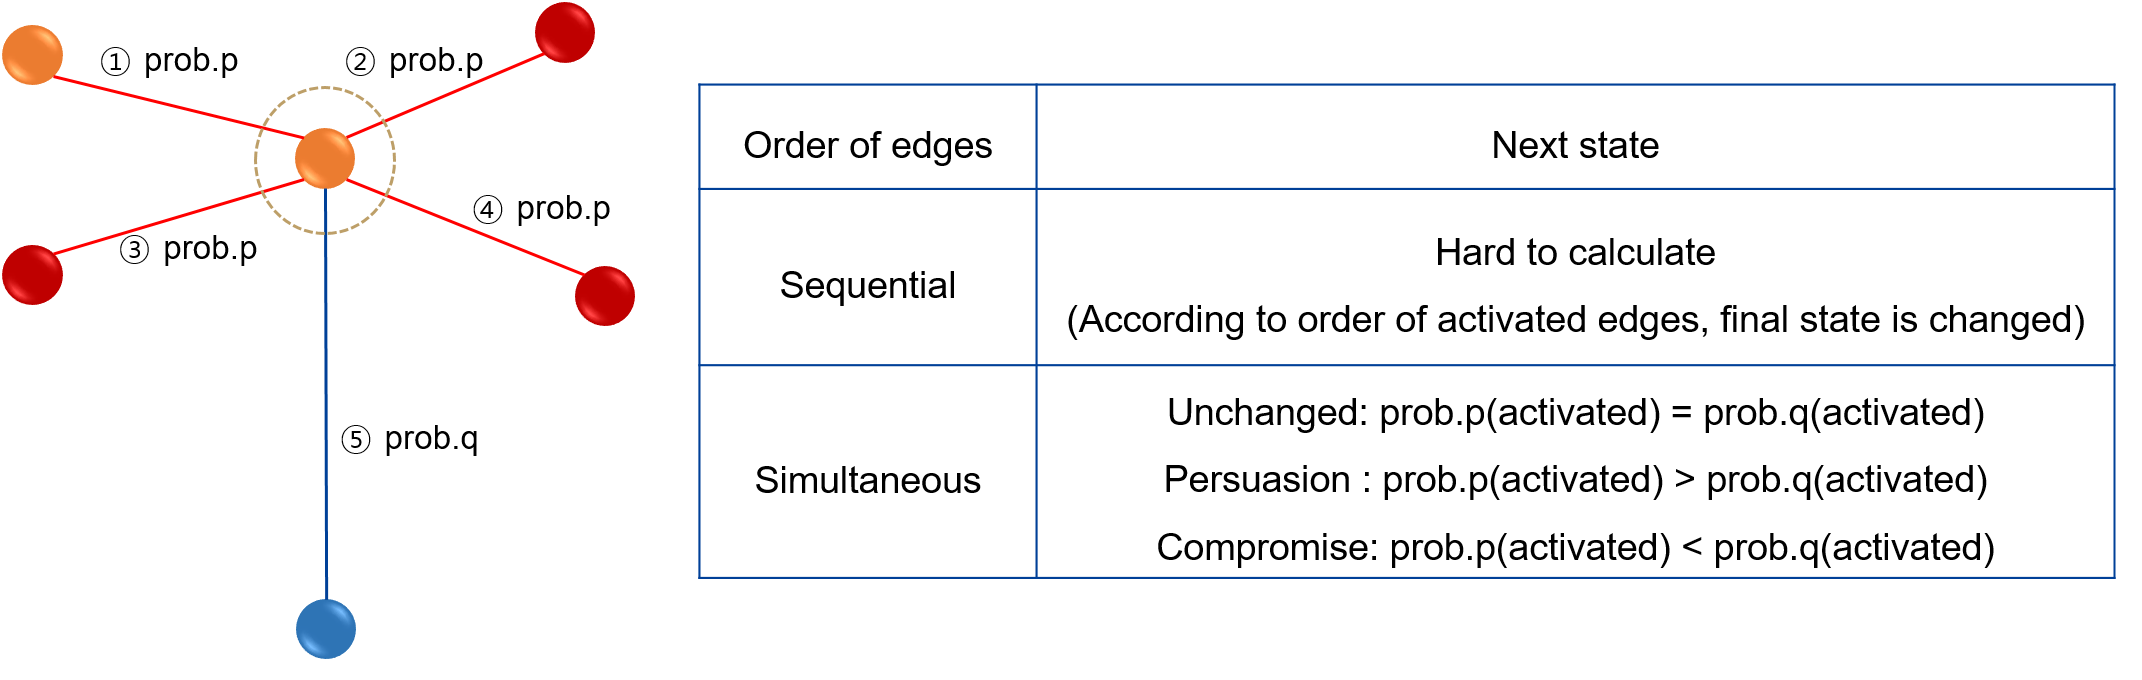 ① prob.p
② prob.p
③ prob.p
④ prob.p
⑤ prob.q
Order of edges
Next state
Sequential
Hard to calculate
(According to order of activated edges, final state is changed)
Simultaneous
Unchanged: prob.p(activated) = prob.q(activated)
Persuasion : prob.p(activated) > prob.q(activated)
Compromise: prob.p(activated) < prob.q(activated)